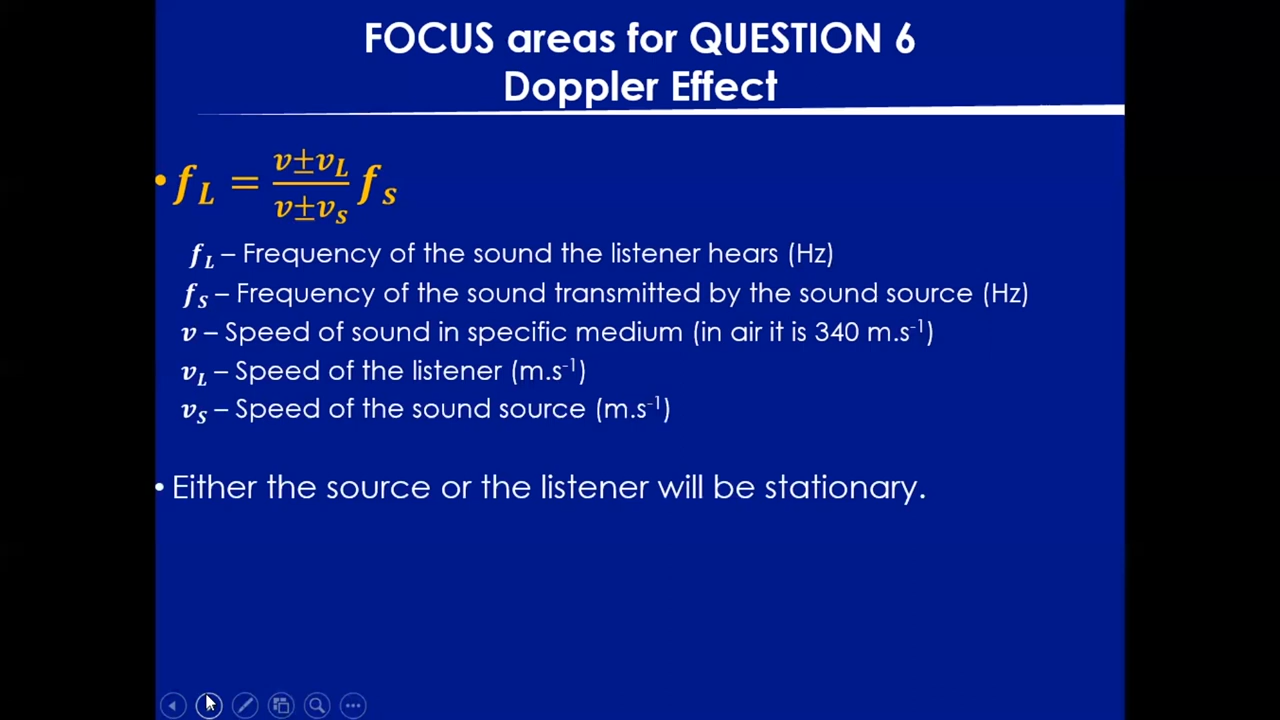 FOCUS areas for QUESTION 6
Doppler Effect
• f_L = \frac{v±v_L}{v±v_s} f_s
f_L – Frequency of the sound the listener hears (Hz)
f_S – Frequency of the sound transmitted by the sound source (Hz)
v – Speed of sound in specific medium (in air it is 340 m.s⁻¹)
v_L – Speed of the listener (m.s⁻¹)
v_S – Speed of the sound source (m.s⁻¹)
• Either the source or the listener will be stationary.